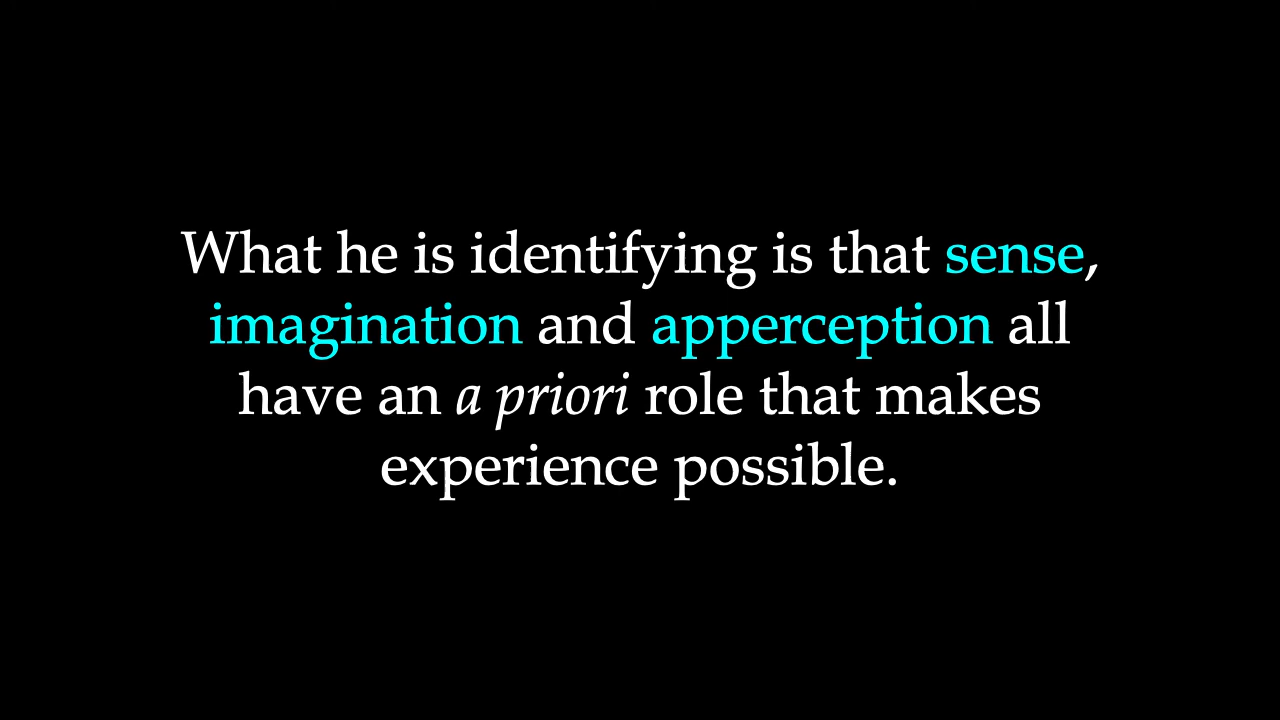 What he is identifying is that sense,
imagination and apperception all
have an a priori role that makes
experience possible.